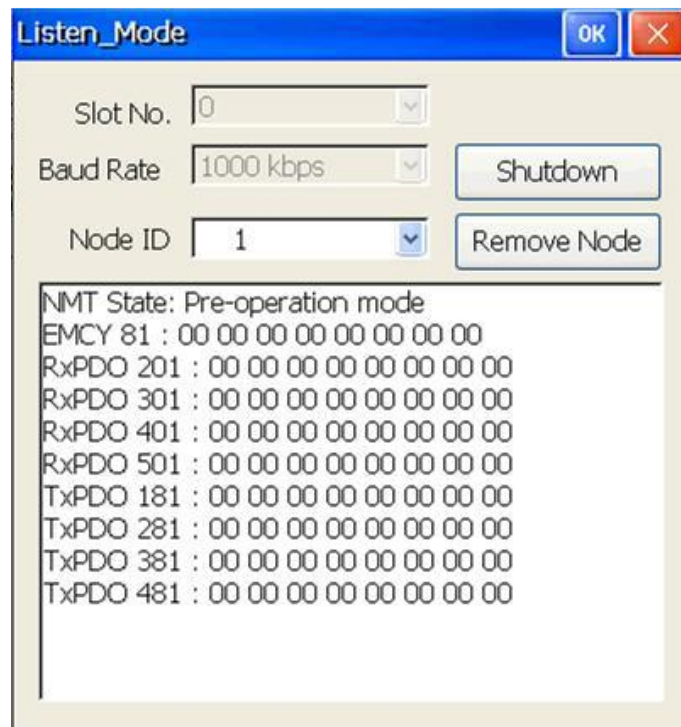 Listen_Mode OK
Slot No. 0
Baud Rate 1000 kbps Shutdown
Node ID 1 Remove Node
NMT State: Pre-operation mode
EMCY 81 : 00 00 00 00 00 00 00 00
RxPDO 201 : 00 00 00 00 00 00 00 00
RxPDO 301 : 00 00 00 00 00 00 00 00
RxPDO 401 : 00 00 00 00 00 00 00 00
RxPDO 501 : 00 00 00 00 00 00 00 00
TxPDO 181 : 00 00 00 00 00 00 00 00
TxPDO 281 : 00 00 00 00 00 00 00 00
TxPDO 381 : 00 00 00 00 00 00 00 00
TxPDO 481 : 00 00 00 00 00 00 00 00